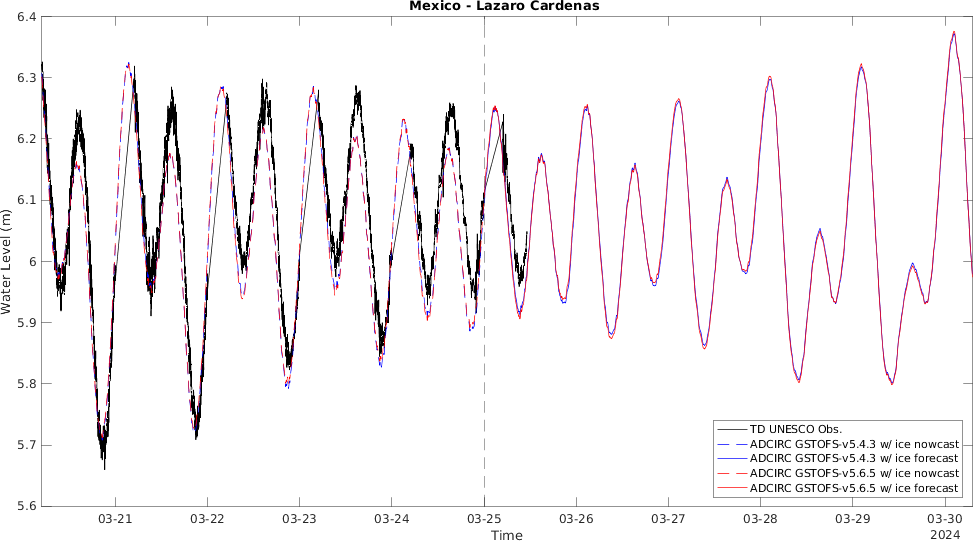 Mexico - Lazaro Cardenas
6.4
6.3
6.2
6.1
6
5.9
5.8
5.7
5.6
Water Level (m)
03-21 03-22 03-23 03-24 03-25 03-26 03-27 03-28 03-29 03-30
2024
Time
TD UNESCO Obs.
ADCIRC GSTOFS-v5.4.3 w/ ice nowcast
ADCIRC GSTOFS-v5.4.3 w/ ice forecast
ADCIRC GSTOFS-v5.6.5 w/ ice nowcast
ADCIRC GSTOFS-v5.6.5 w/ ice forecast